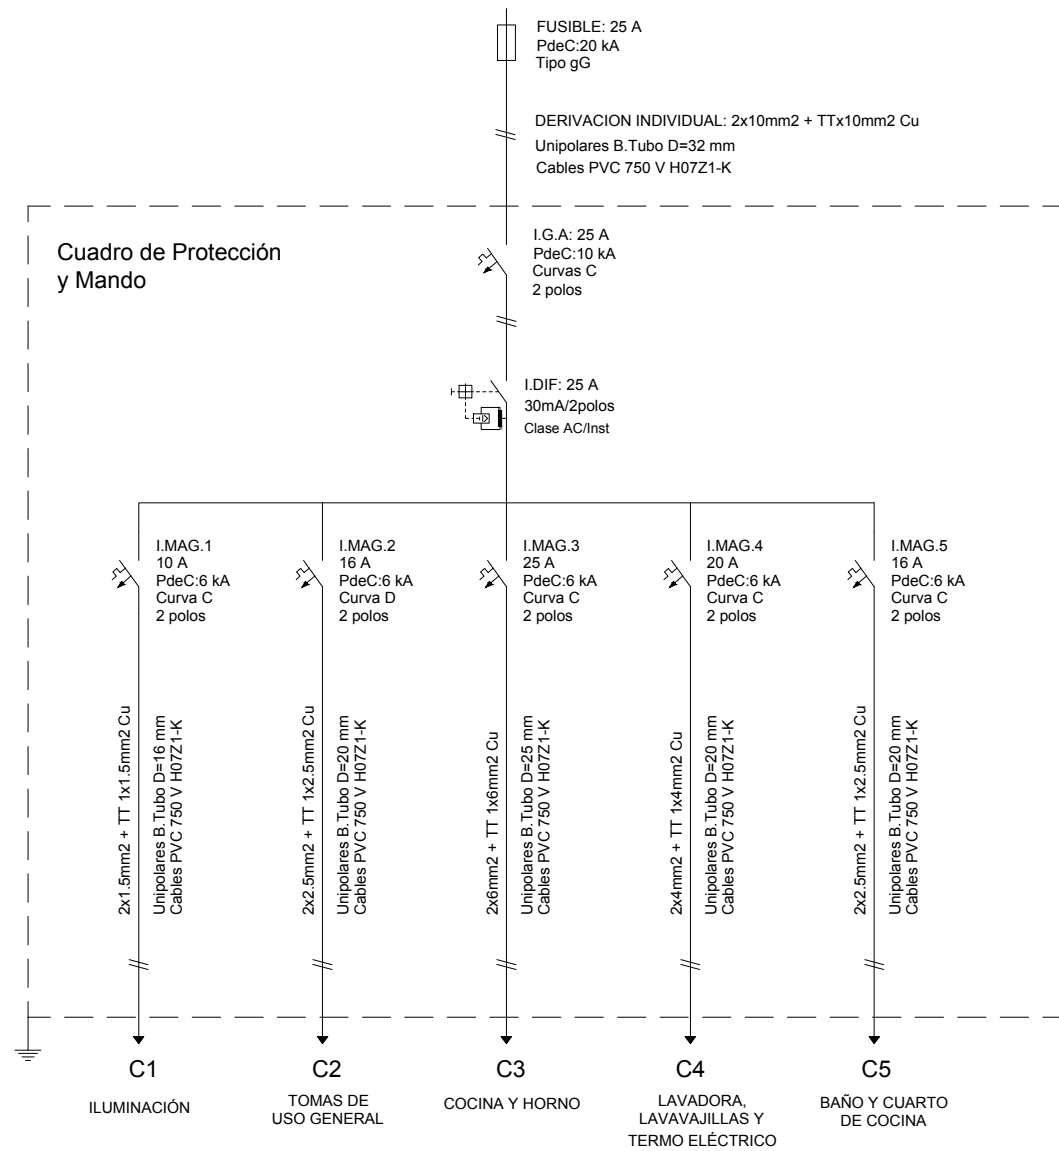 FUSIBLE: 25 A
PdeC:20 kA
Tipo gG
DERIVACION INDIVIDUAL: 2x10mm2 + TTx10mm2 Cu
Unipolares B.Tubo D=32 mm
Cables PVC 750 V H07Z1-K
Cuadro de Protección
y Mando
I.G.A: 25 A
PdeC:10 kA
Curvas C
2 polos
I.DIF: 25 A
30mA/2polos
Clase AC/Inst
I.MAG.1
10 A
PdeC:6 kA
Curva C
2 polos
I.MAG.2
16 A
PdeC:6 kA
Curva D
2 polos
I.MAG.3
25 A
PdeC:6 kA
Curva C
2 polos
I.MAG.4
20 A
PdeC:6 kA
Curva C
2 polos
I.MAG.5
16 A
PdeC:6 kA
Curva C
2 polos
2x1.5mm2 + TT 1x1.5mm2 Cu
Unipolares B.Tubo D=16 mm
Cables PVC 750 V H07Z1-K
2x2.5mm2 + TT 1x2.5mm2 Cu
Unipolares B.Tubo D=20 mm
Cables PVC 750 V H07Z1-K
2x6mm2 + TT 1x6mm2 Cu
Unipolares B.Tubo D=25 mm
Cables PVC 750 V H07Z1-K
2x4mm2 + TT 1x4mm2 Cu
Unipolares B.Tubo D=20 mm
Cables PVC 750 V H07Z1-K
2x2.5mm2 + TT 1x2.5mm2 Cu
Unipolares B.Tubo D=20 mm
Cables PVC 750 V H07Z1-K
C1
ILUMINACIÓN
C2
TOMAS DE
USO GENERAL
C3
COCINA Y HORNO
C4
LAVADORA,
LAVAVAJILLAS Y
TERMO ELÉCTRICO
C5
BAÑO Y CUARTO
DE COCINA